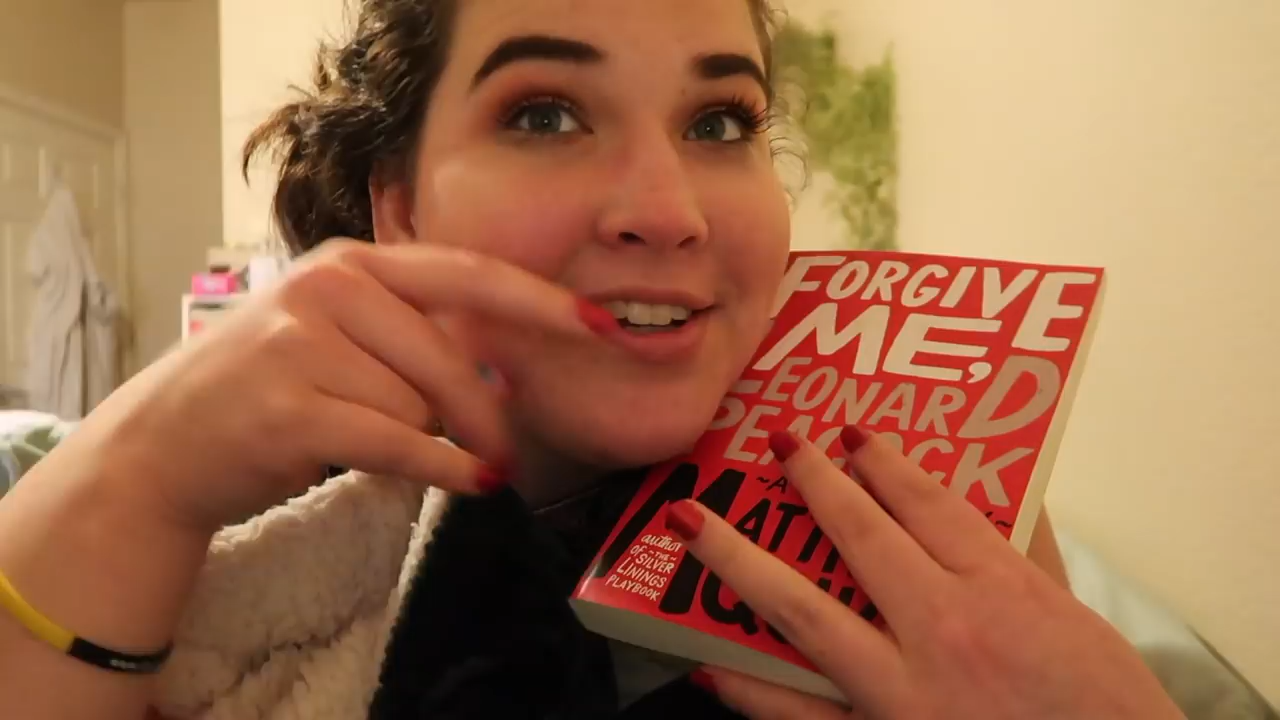 FORGIVE
ME,
LEONARD
PEACOCK
~A
author
OF ~THE~
SILVER
LININGS
PLAYBOOK